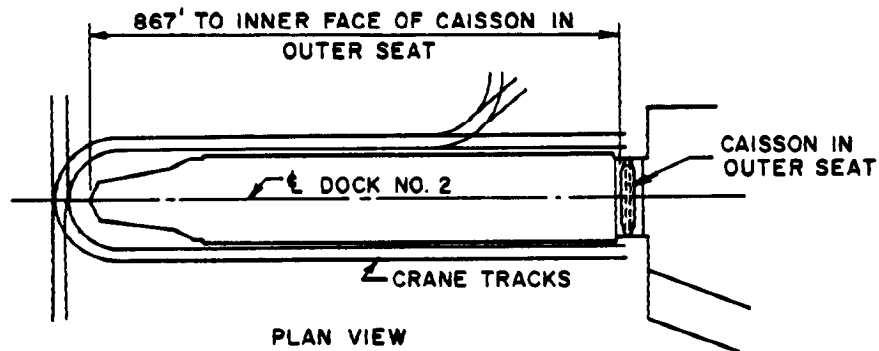 867' TO INNER FACE OF CAISSON IN
OUTER SEAT
CAISSON IN
OUTER SEAT
℄ DOCK NO. 2
CRANE TRACKS
PLAN VIEW